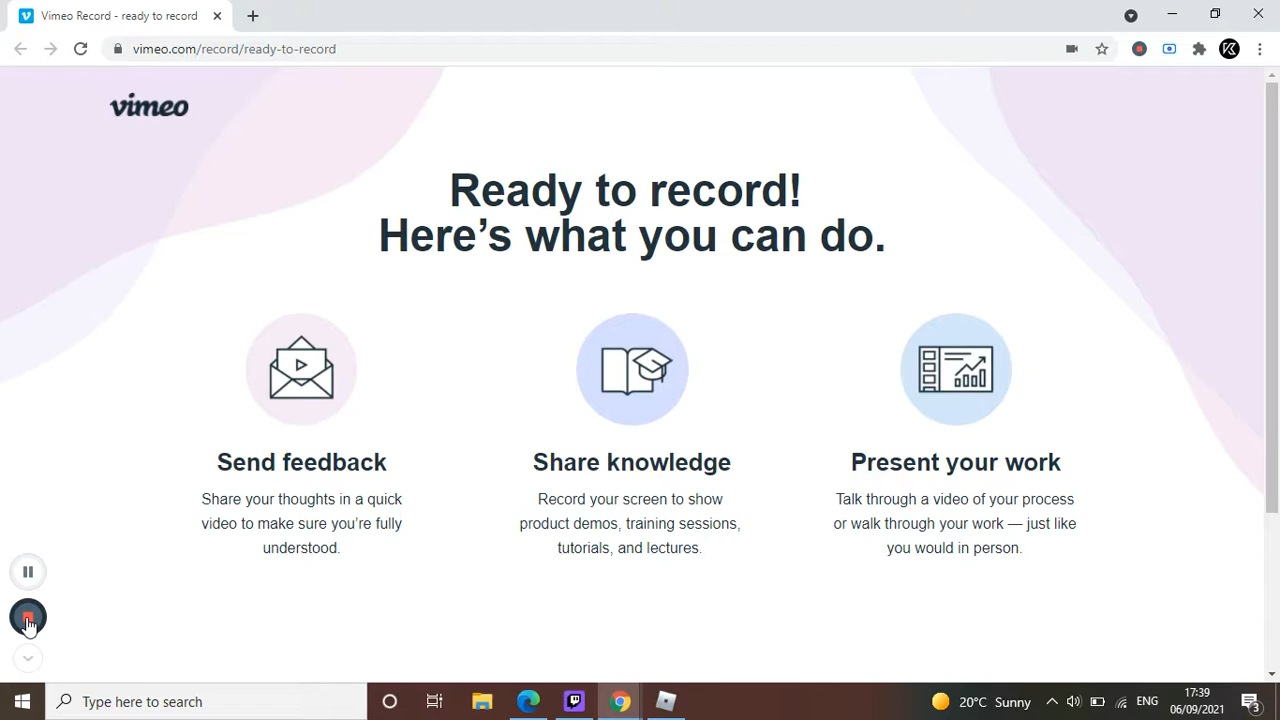 Vimeo Record - ready to record
vimeo.com/record/ready-to-record
vimeo
Ready to record!
Here’s what you can do.
Send feedback
Share your thoughts in a quick
video to make sure you’re fully
understood.
Share knowledge
Record your screen to show
product demos, training sessions,
tutorials, and lectures.
Present your work
Talk through a video of your process
or walk through your work — just like
you would in person.
Type here to search
20°C Sunny
ENG
17:39
06/09/2021
3